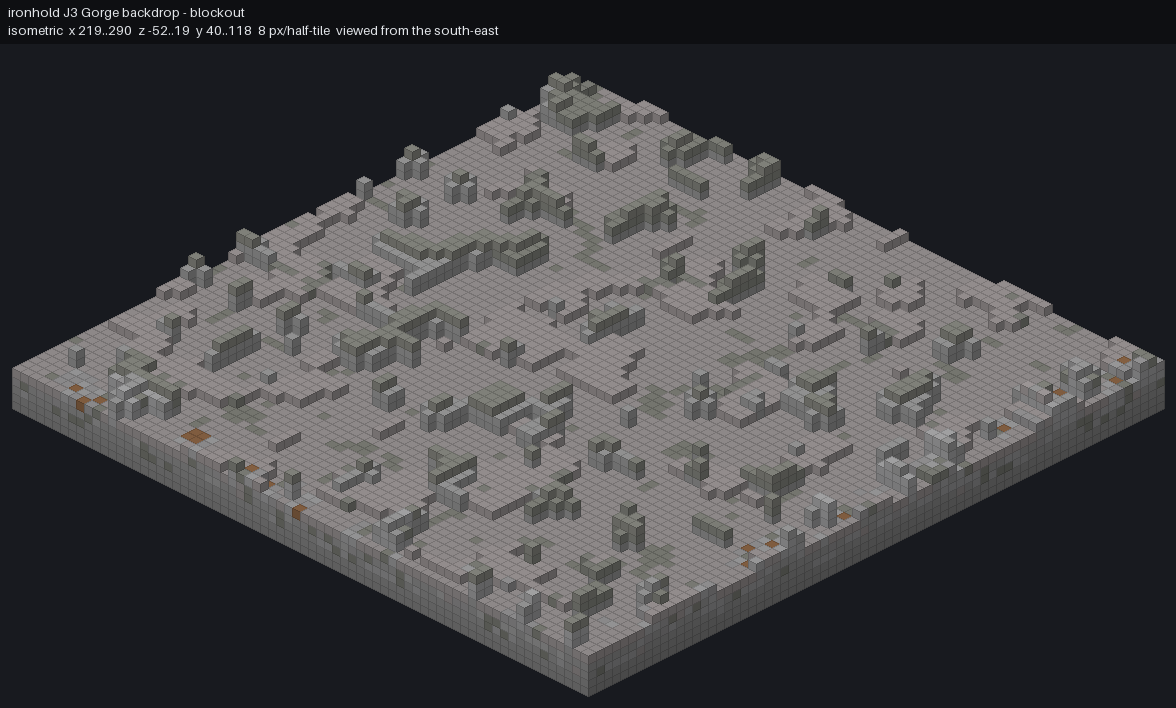 ironhold J3 Gorge backdrop - blockout
isometric  x 219..290  z -52..19  y 40..118  8 px/half-tile  viewed from the south-east